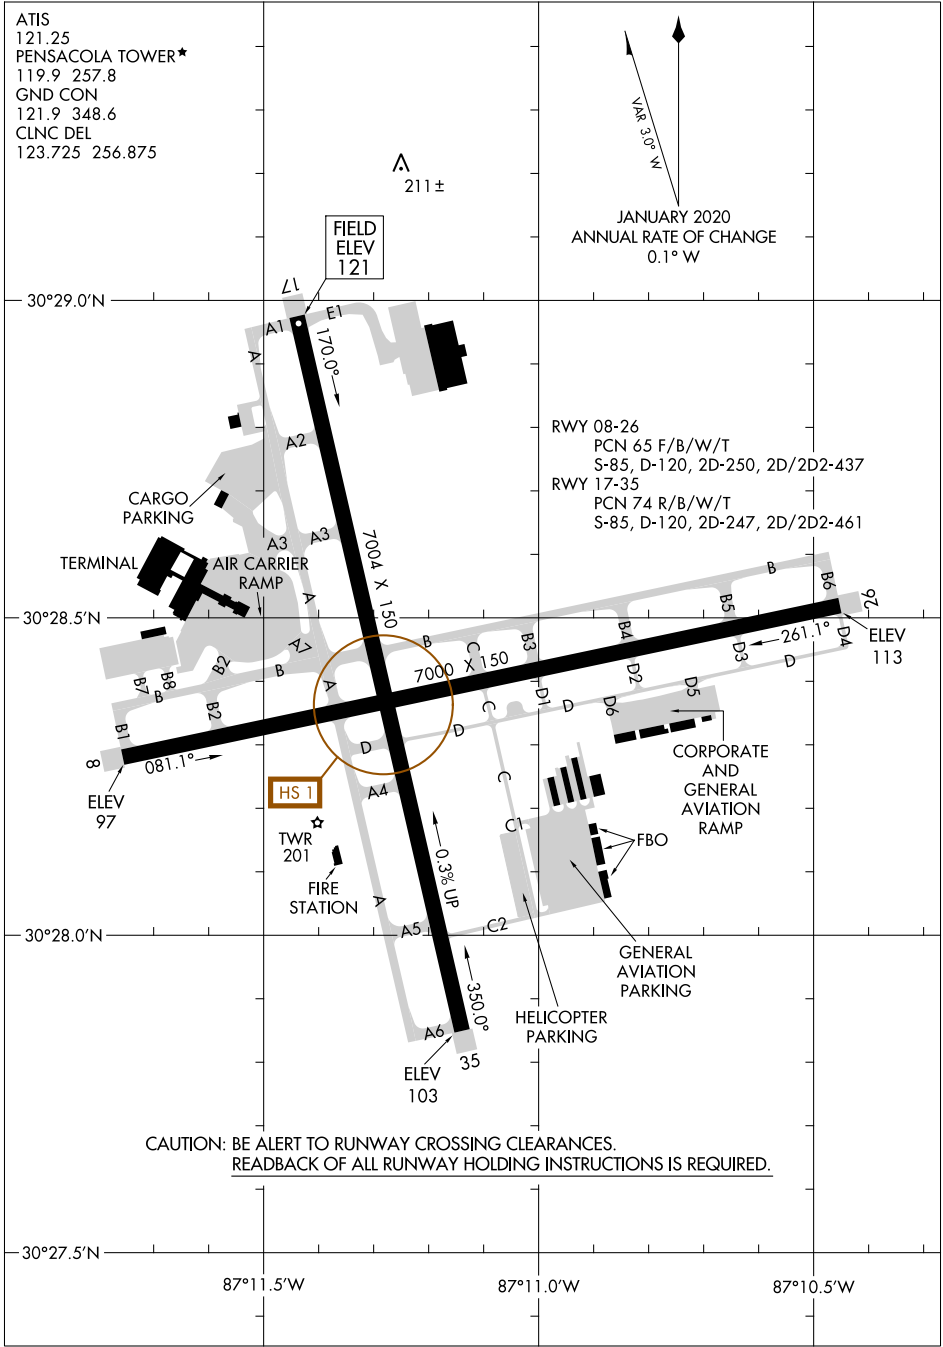 ATIS
121.25
PENSACOLA TOWER★
119.9 257.8
GND CON
121.9 348.6
CLNC DEL
123.725 256.875
VAR 3.0° W
JANUARY 2020
ANNUAL RATE OF CHANGE
0.1° W
211±
FIELD
ELEV
121
17
30°29.0'N
A1
E1
A
170.0°
A2
RWY 08-26
PCN 65 F/B/W/T
S-85, D-120, 2D-250, 2D/2D2-437
RWY 17-35
PCN 74 R/B/W/T
S-85, D-120, 2D-247, 2D/2D2-461
CARGO
PARKING
A3
A3
7004 X 150
TERMINAL
AIR CARRIER
RAMP
A
B
B6
26
30°28.5'N
B5
B4
B3
C
B
A7
261.1°
D4
ELEV
113
D3
D
B2
B
B7
B8
B
B2
A
7000 X 150
D2
D5
D6
D1
D
C
B1
D
D
8
081.1°
ELEV
97
HS 1
A4
C
CORPORATE
AND
GENERAL
AVIATION
RAMP
TWR
201
C1
FBO
0.3% UP
FIRE
STATION
A
A5
C2
30°28.0'N
GENERAL
AVIATION
PARKING
350.0°
HELICOPTER
PARKING
A6
35
ELEV
103
CAUTION: BE ALERT TO RUNWAY CROSSING CLEARANCES.
READBACK OF ALL RUNWAY HOLDING INSTRUCTIONS IS REQUIRED.
30°27.5'N
87°11.5'W
87°11.0'W
87°10.5'W